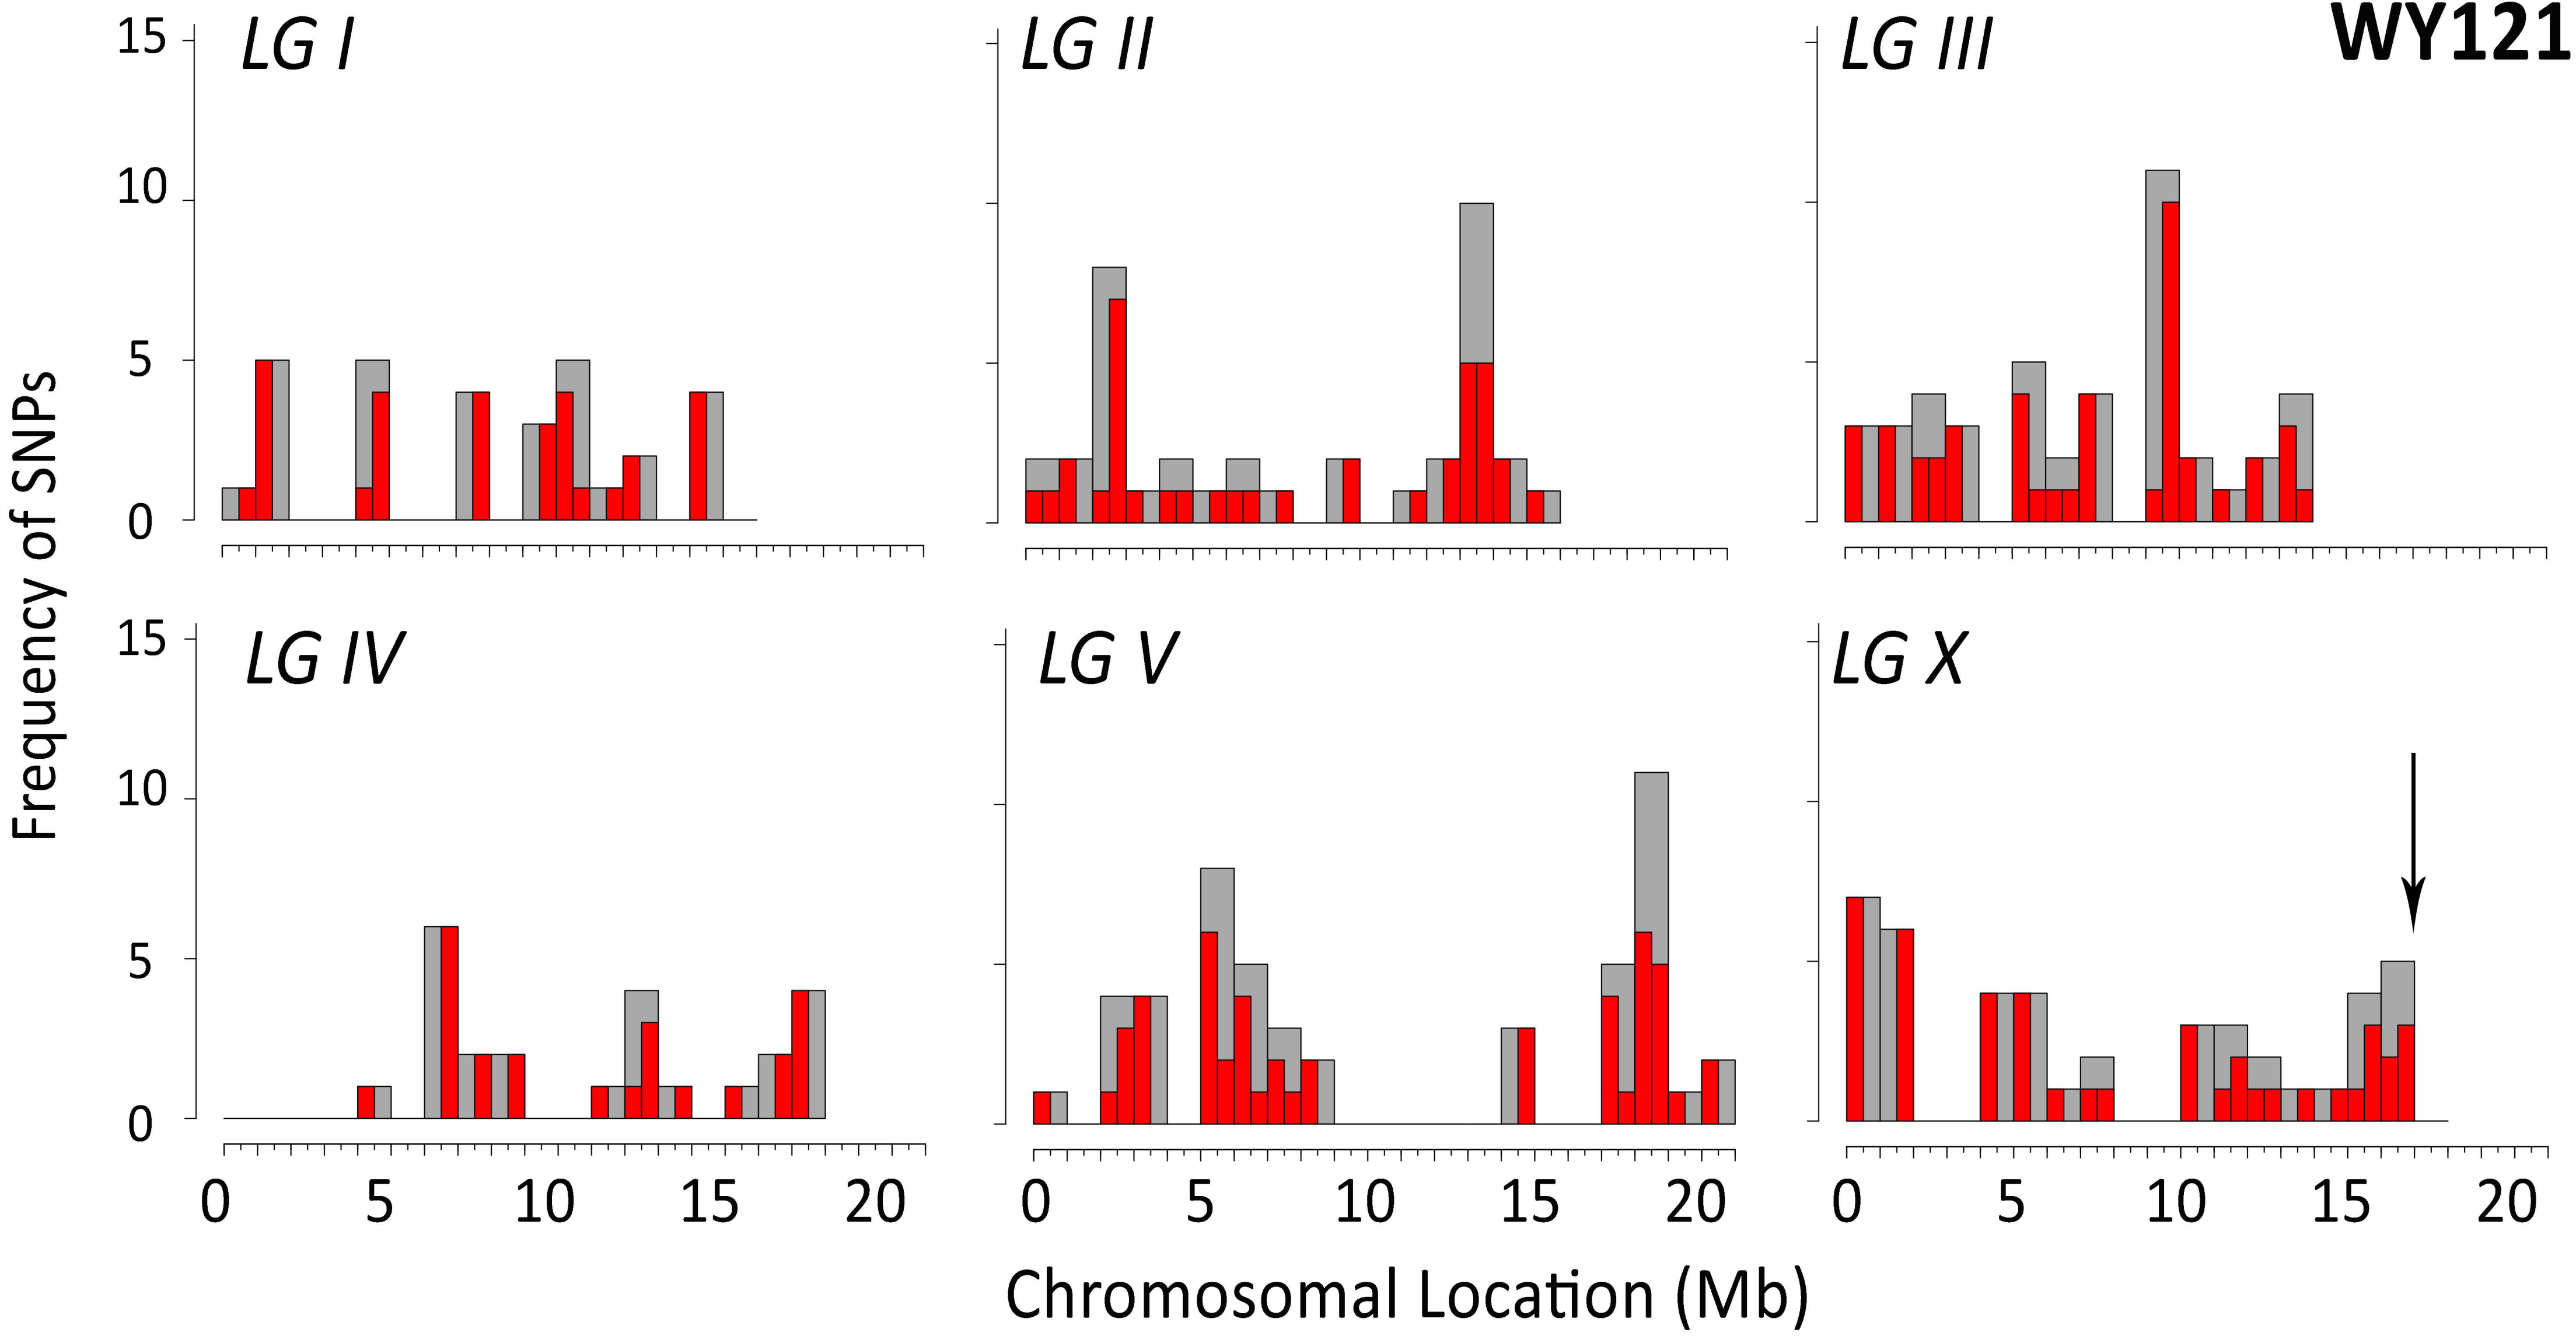 LG I
LG II
LG III
WY121
15
10
5
0
Frequency of SNPs
LG IV
LG V
LG X
15
10
5
0
0 5 10 15 20
0 5 10 15 20
0 5 10 15 20
Chromosomal Location (Mb)